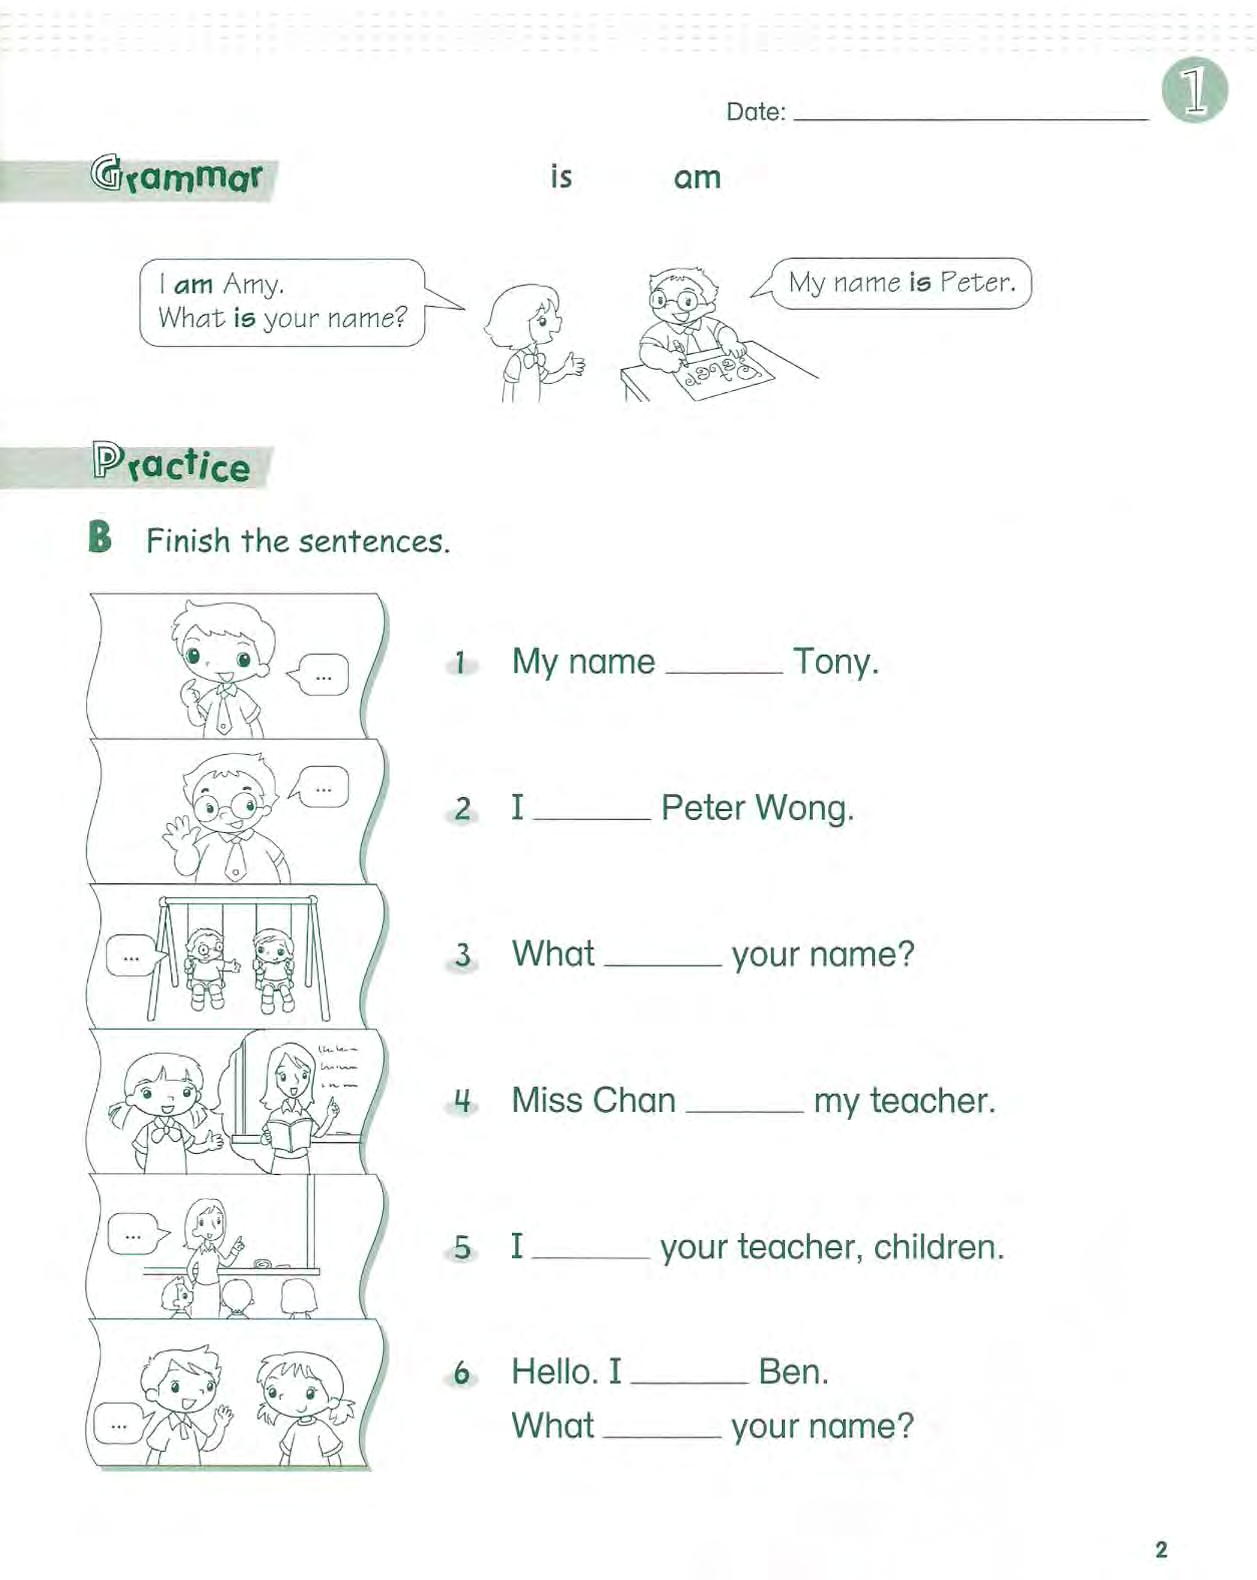 1
Date:
Grammar
is am
I am Amy.
What is your name?
My name is Peter.
Peter
Practice
B Finish the sentences.
...
1 My name ______ Tony.
...
2 I ______ Peter Wong.
...
3 What ______ your name?
4 Miss Chan ______ my teacher.
...
5 I ______ your teacher, children.
...
6 Hello. I ______ Ben.
What ______ your name?
2